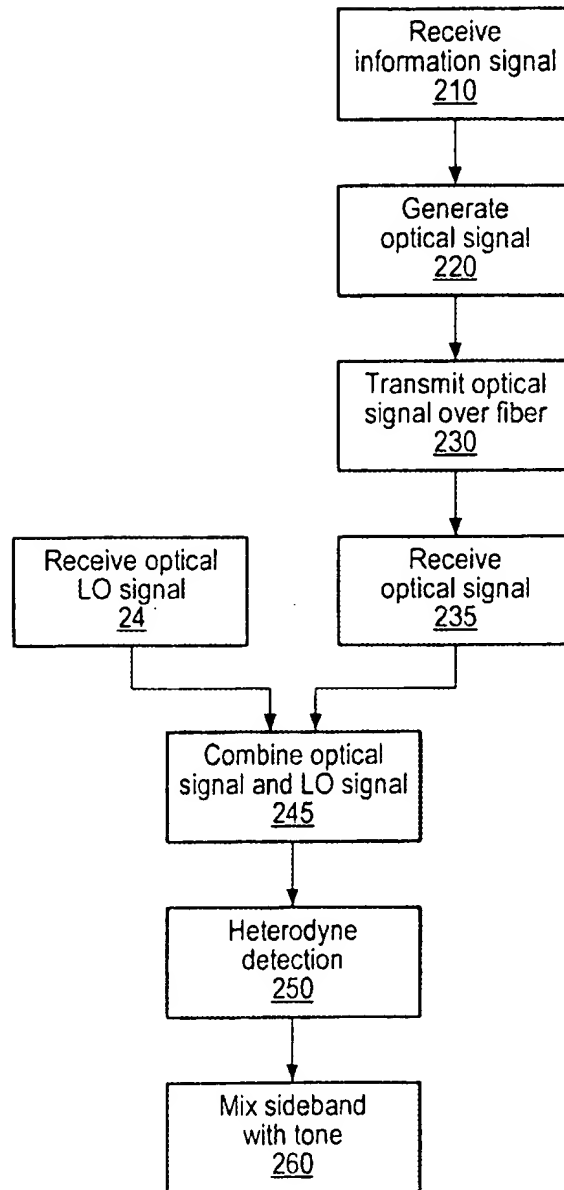 Receive
information signal
210
Generate
optical signal
220
Transmit optical
signal over fiber
230
Receive optical
LO signal
24
Receive
optical signal
235
Combine optical
signal and LO signal
245
Heterodyne
detection
250
Mix sideband
with tone
260